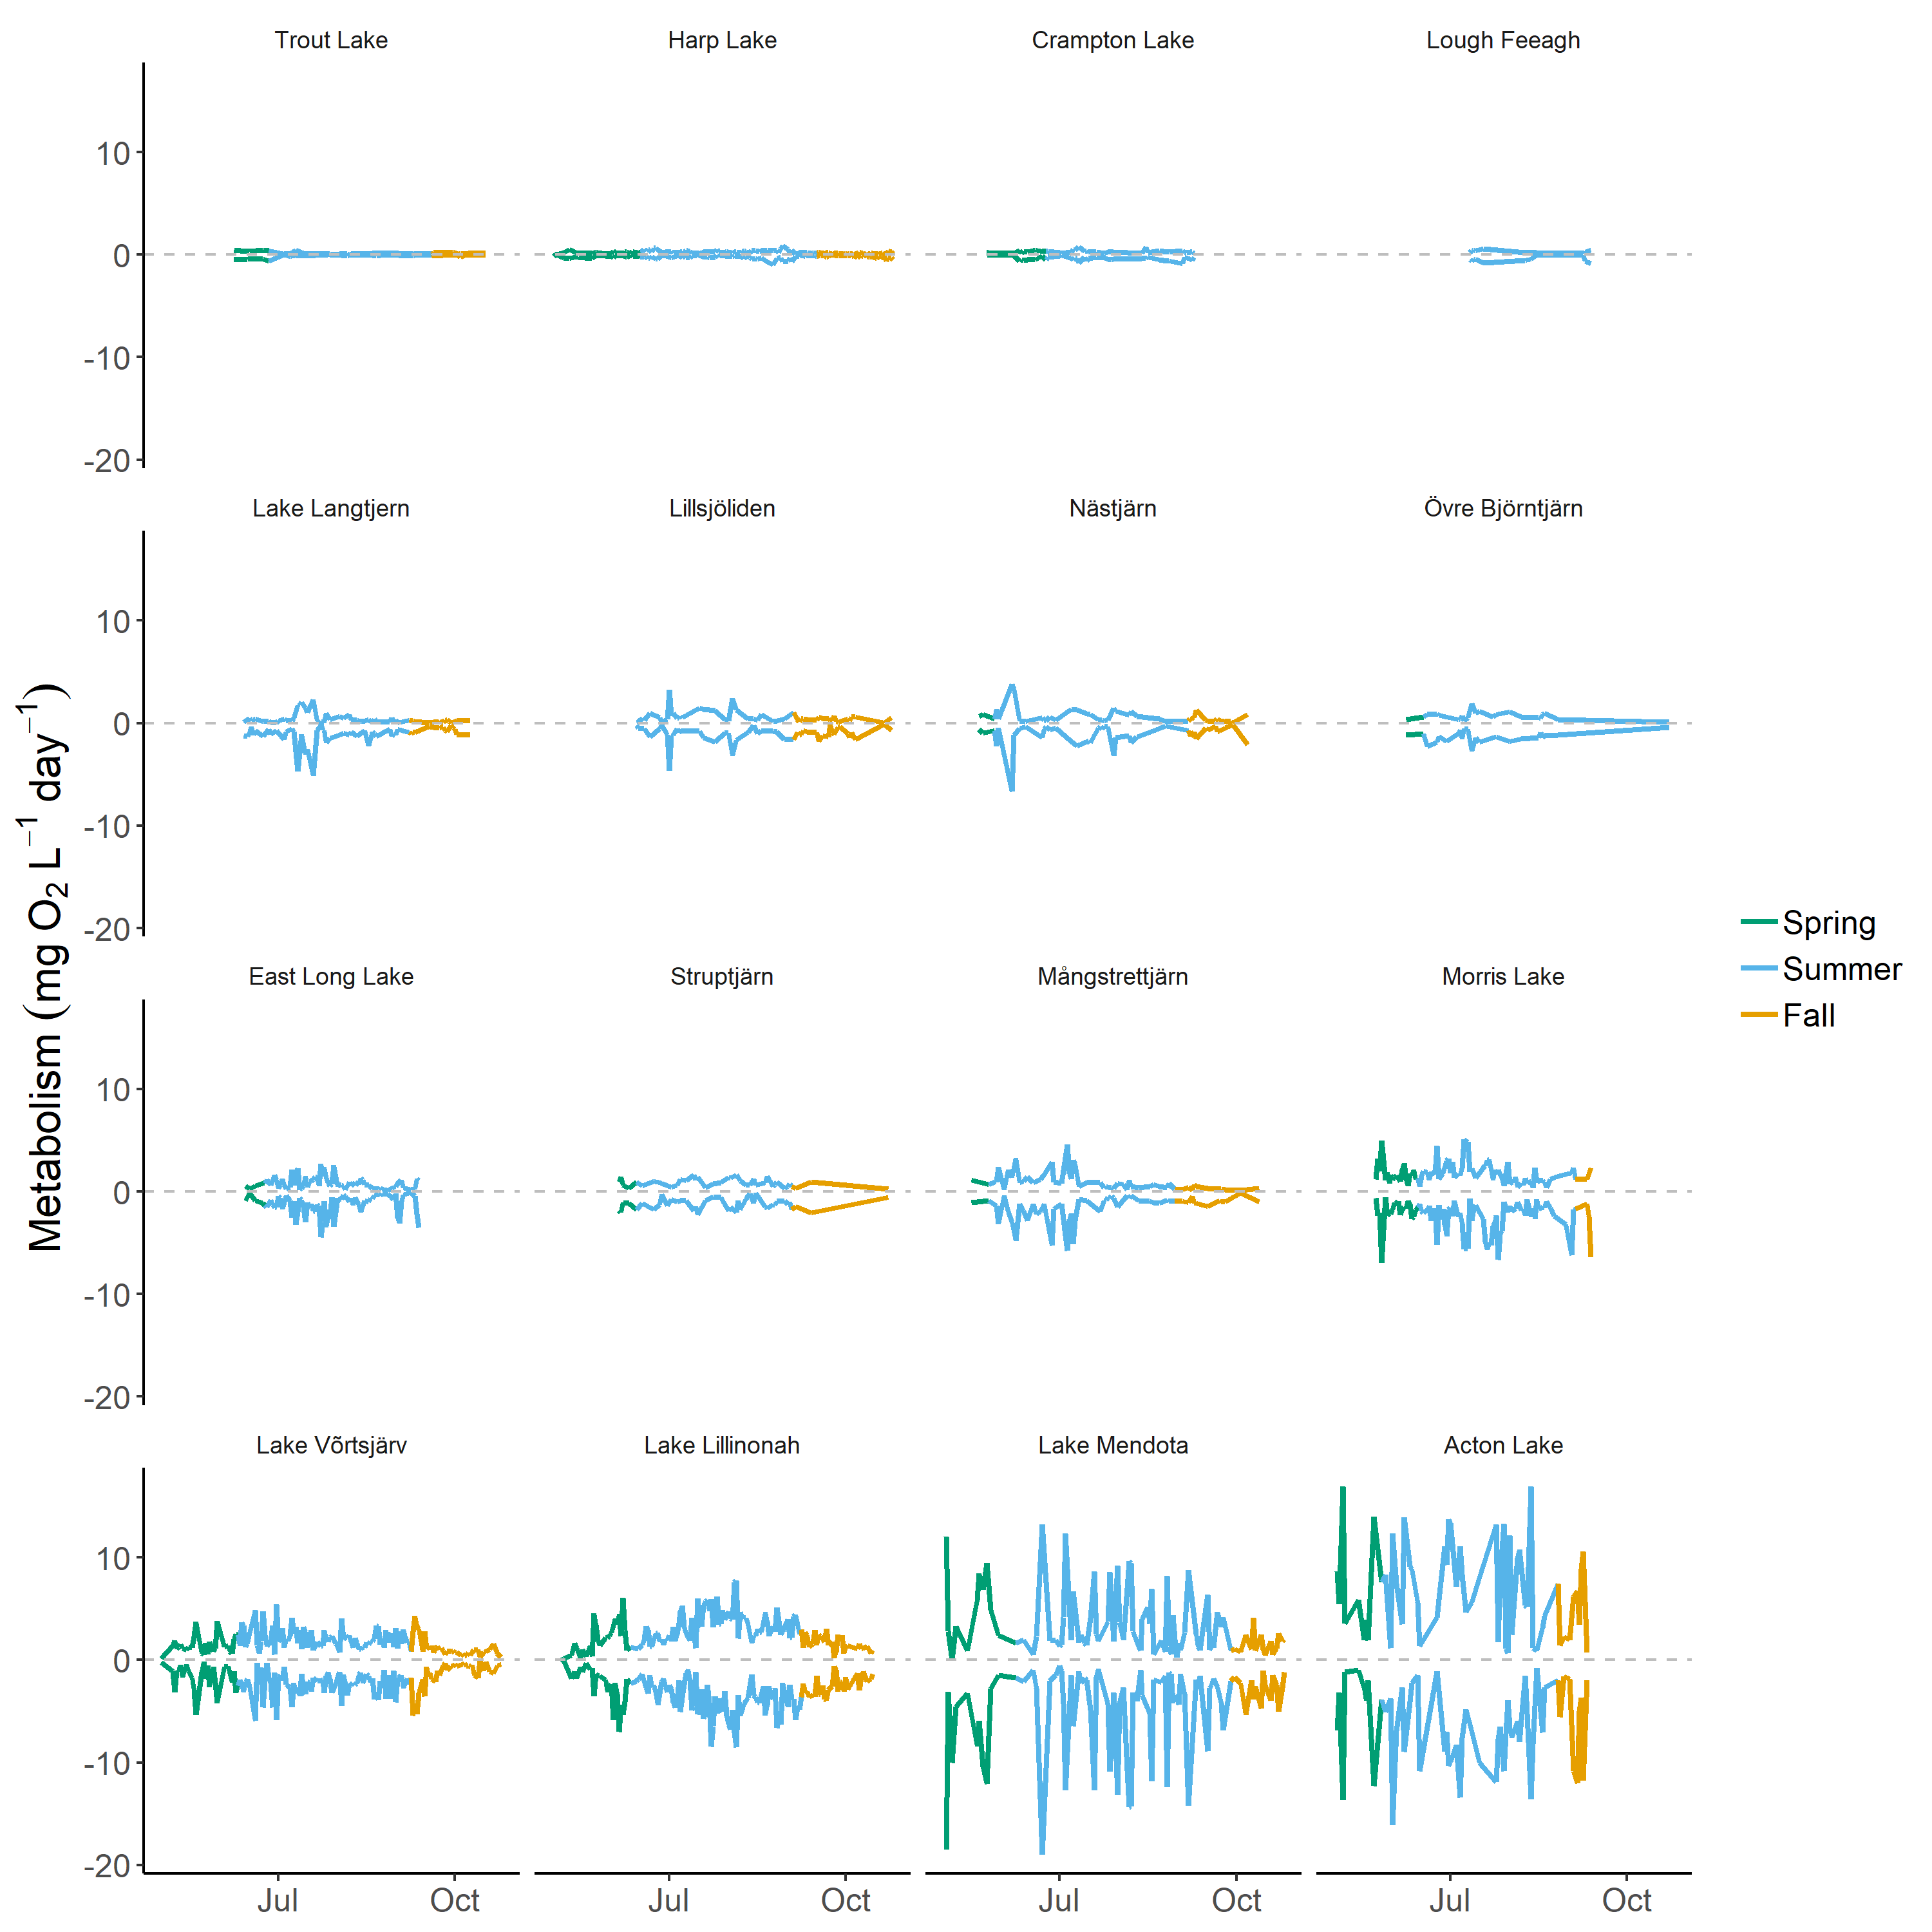 Trout Lake Harp Lake Crampton Lake Lough Feeagh
10
0
-10
-20
Lake Langtjern Lillsjöliden Nästjärn Övre Björntjärn
10
0
-10
-20
East Long Lake Struptjärn Mångstrettjärn Morris Lake
10
0
-10
-20
Lake Võrtsjärv Lake Lillinonah Lake Mendota Acton Lake
10
0
-10
-20
Jul Oct Jul Oct Jul Oct Jul Oct
Metabolism (mg O₂ L⁻¹ day⁻¹)
Spring
Summer
Fall